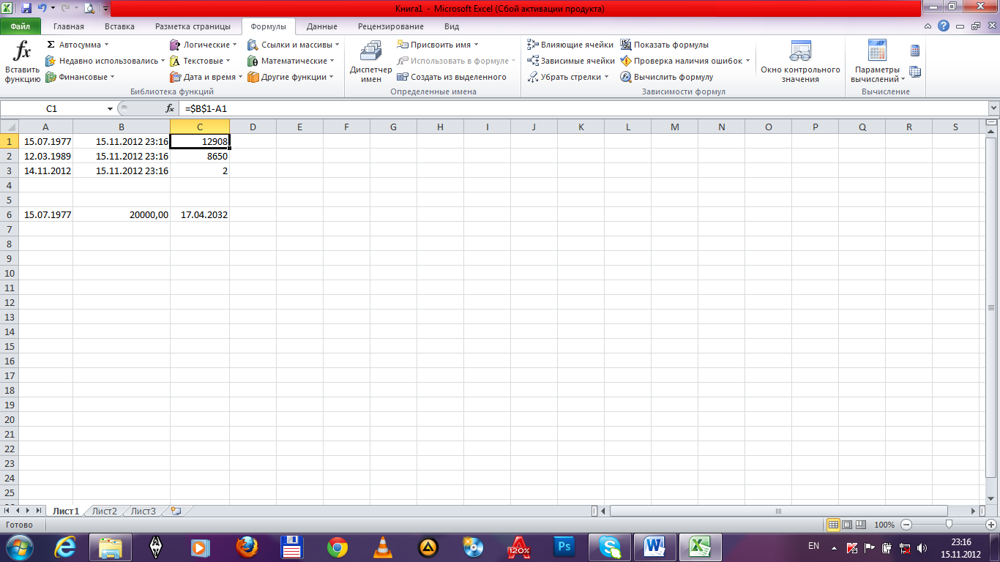 Книга1 - Microsoft Excel (Сбой активации продукта)
Файл Главная Вставка Разметка страницы Формулы Данные Рецензирование Вид
fx Вставить функцию
Σ Автосумма
Недавно использовались
Финансовые
Логические
Текстовые
Дата и время
Ссылки и массивы
Математические
Другие функции
Библиотека функций
Диспетчер имен
Присвоить имя
Использовать в формуле
Создать из выделенного
Определенные имена
Влияющие ячейки
Зависимые ячейки
Убрать стрелки
Показать формулы
Проверка наличия ошибок
Вычислить формулу
Зависимости формул
Окно контрольного значения
Параметры вычислений
Вычисление
C1 fx =$B$1-A1
A B C D E F G H I J K L M N O P Q R S
1 15.07.1977 15.11.2012 23:16 12908
2 12.03.1989 15.11.2012 23:16 8650
3 14.11.2012 15.11.2012 23:16 2
4
5
6 15.07.1977 20000,00 17.04.2032
7
8
9
10
11
12
13
14
15
16
17
18
19
20
21
22
23
24
25
Лист1 Лист2 Лист3
Готово 100%
120% Ps EN 23:16
15.11.2012